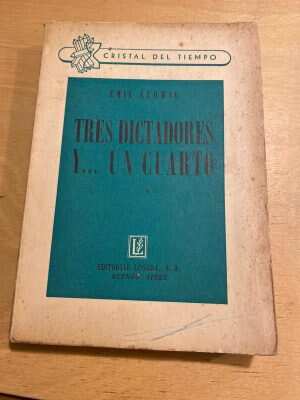 CRISTAL DEL TIEMPO
EMIL LUDWIG
TRES DICTADORES
Y... UN CUARTO
EDITORIAL LOSADA, S. A.
BUENOS AIRES